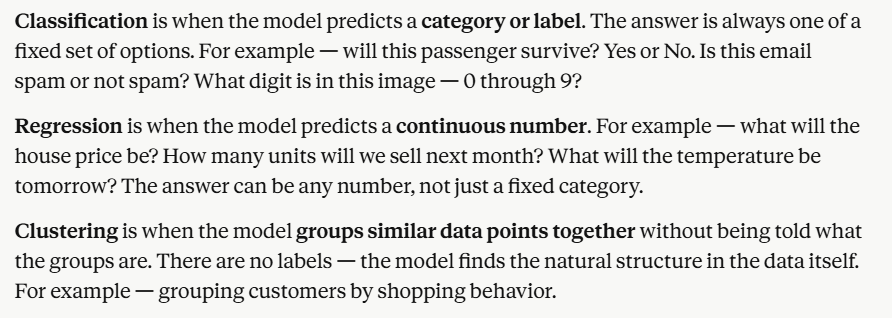 Classification is when the model predicts a category or label. The answer is always one of a
fixed set of options. For example — will this passenger survive? Yes or No. Is this email
spam or not spam? What digit is in this image — 0 through 9?
Regression is when the model predicts a continuous number. For example — what will the
house price be? How many units will we sell next month? What will the temperature be
tomorrow? The answer can be any number, not just a fixed category.
Clustering is when the model groups similar data points together without being told what
the groups are. There are no labels — the model finds the natural structure in the data itself.
For example — grouping customers by shopping behavior.